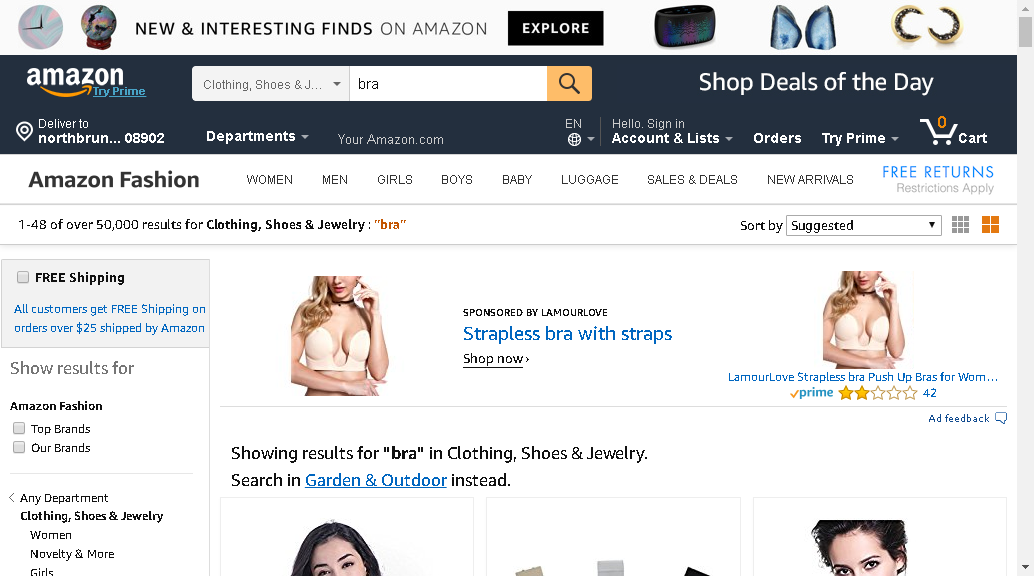 NEW & INTERESTING FINDS ON AMAZON EXPLORE
amazon
Try Prime
Clothing, Shoes & J... bra
Shop Deals of the Day
Deliver to
northbrun... 08902
Departments
Your Amazon.com
EN
Hello. Sign in
Account & Lists
Orders
Try Prime
0
Cart
Amazon Fashion
WOMEN MEN GIRLS BOYS BABY LUGGAGE SALES & DEALS NEW ARRIVALS
FREE RETURNS
Restrictions Apply
1-48 of over 50,000 results for Clothing, Shoes & Jewelry : "bra"
Sort by Suggested
FREE Shipping
All customers get FREE Shipping on
orders over $25 shipped by Amazon
Show results for
Amazon Fashion
Top Brands
Our Brands
Any Department
Clothing, Shoes & Jewelry
Women
Novelty & More
Girls
SPONSORED BY LAMOURLOVE
Strapless bra with straps
Shop now ›
LamourLove Strapless bra Push Up Bras for Wom...
prime 42
Ad feedback
Showing results for "bra" in Clothing, Shoes & Jewelry.
Search in Garden & Outdoor instead.